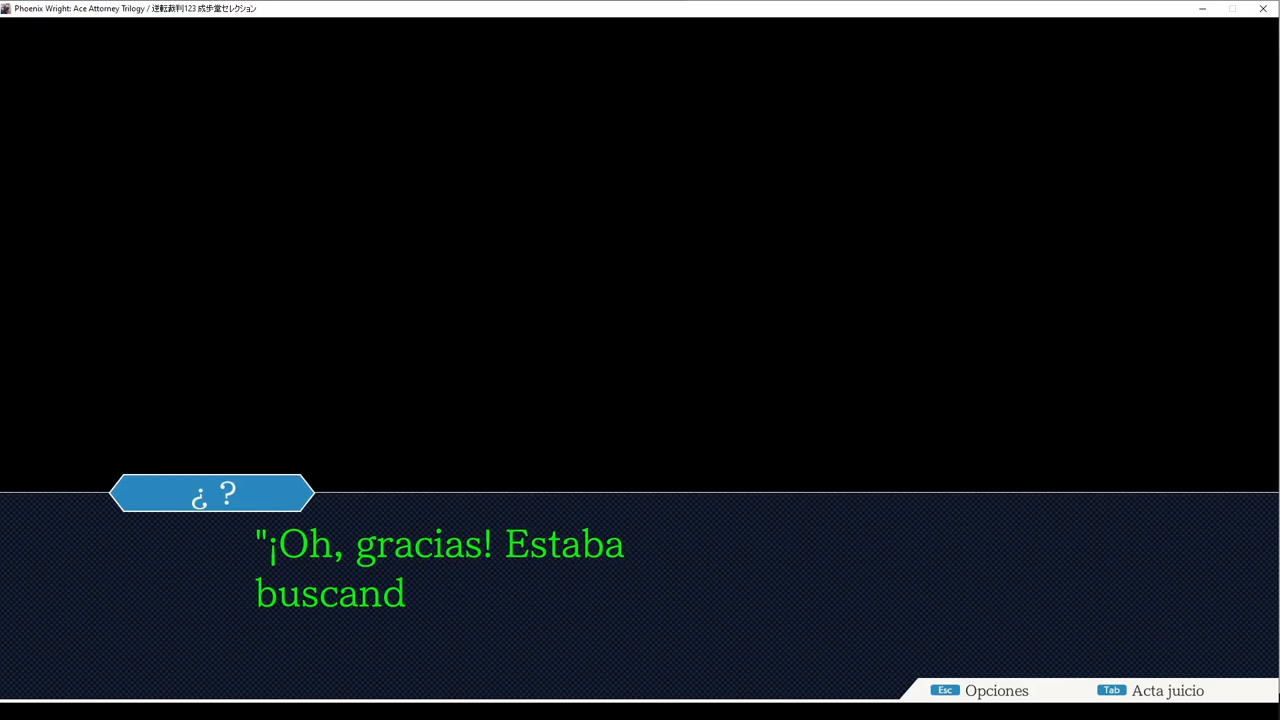 Phoenix Wright: Ace Attorney Trilogy / 逆転裁判123 成歩堂セレクション
¿ ?
"¡Oh, gracias! Estaba
buscand
Esc Opciones Tab Acta juicio